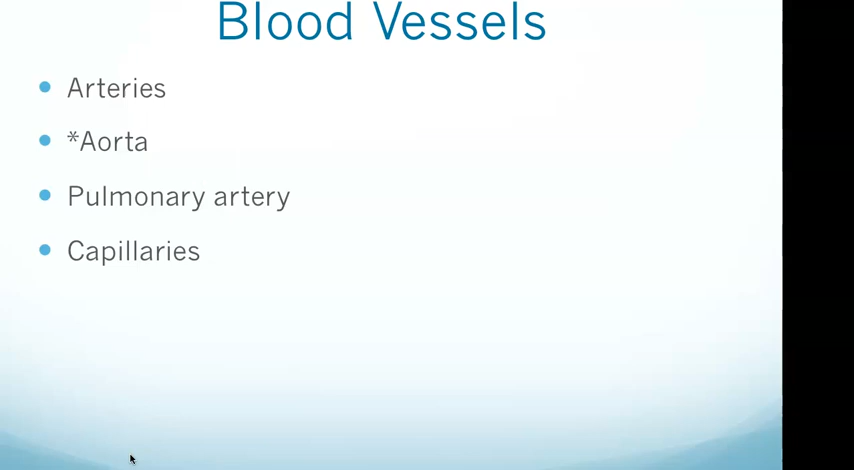 Blood Vessels
Arteries
*Aorta
Pulmonary artery
Capillaries